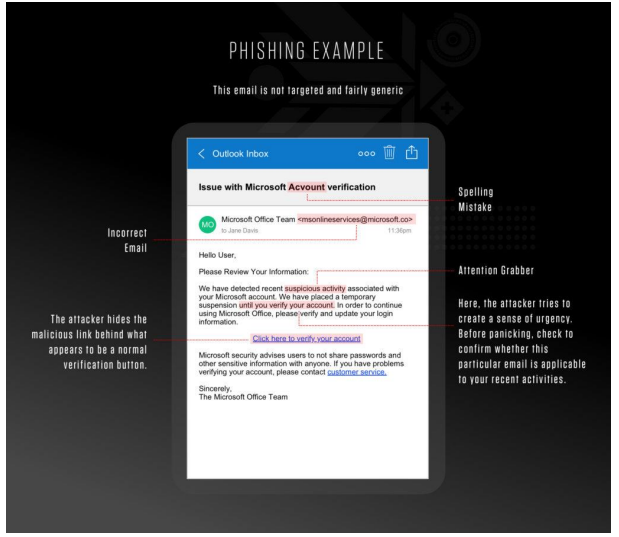 PHISHING EXAMPLE
This email is not targeted and fairly generic
Outlook Inbox
Issue with Microsoft Acvount verification
MO
Microsoft Office Team <msonlineservices@microsoft.co>
to Jane Davis
11:36pm
Hello User,
Please Review Your Information:
We have detected recent suspicious activity associated with
your Microsoft account. We have placed a temporary
suspension until you verify your account. In order to continue
using Microsoft Office, please verify and update your login
information.
Click here to verify your account
Microsoft security advises users to not share passwords and
other sensitive information with anyone. If you have problems
verifying your account, please contact customer service.
Sincerely,
The Microsoft Office Team
Incorrect
Email
The attacker hides the
malicious link behind what
appears to be a normal
verification button.
Spelling
Mistake
Attention Grabber
Here, the attacker tries to
create a sense of urgency.
Before panicking, check to
confirm whether this
particular email is applicable
to your recent activities.